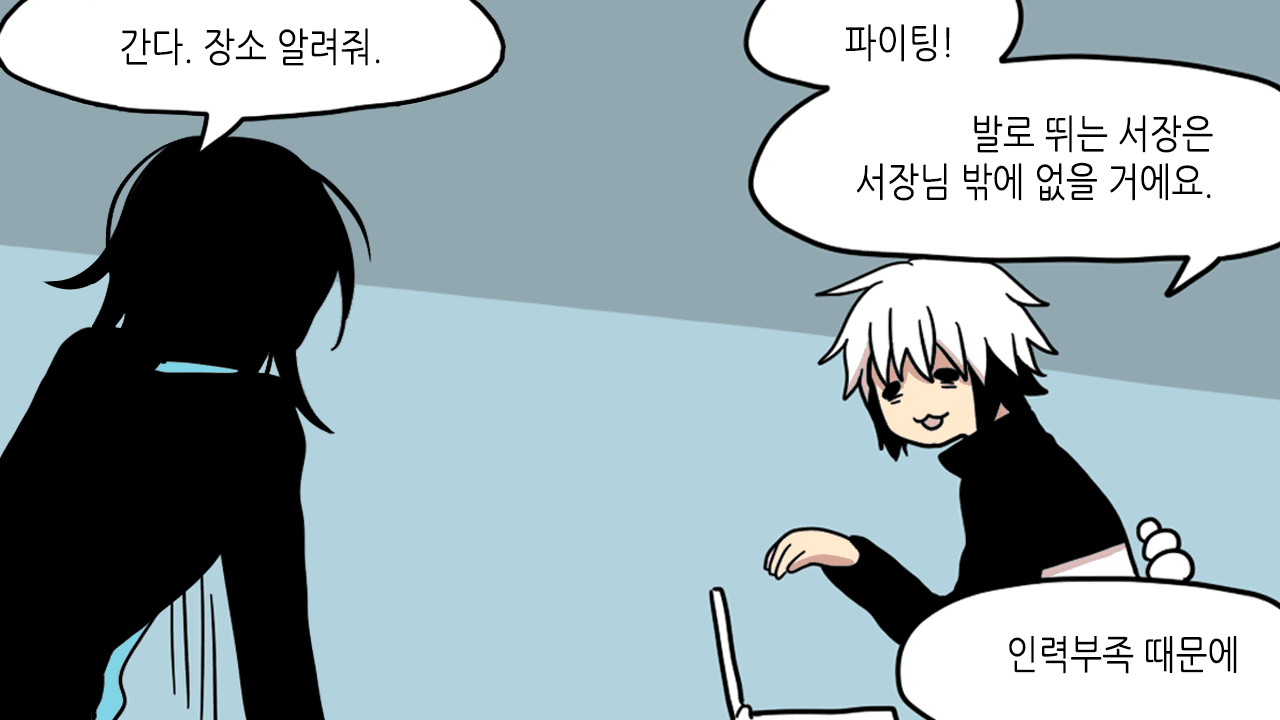 간다. 장소 알려줘.
파이팅!
발로 뛰는 서장은
서장님 밖에 없을 거에요.
인력부족 때문에